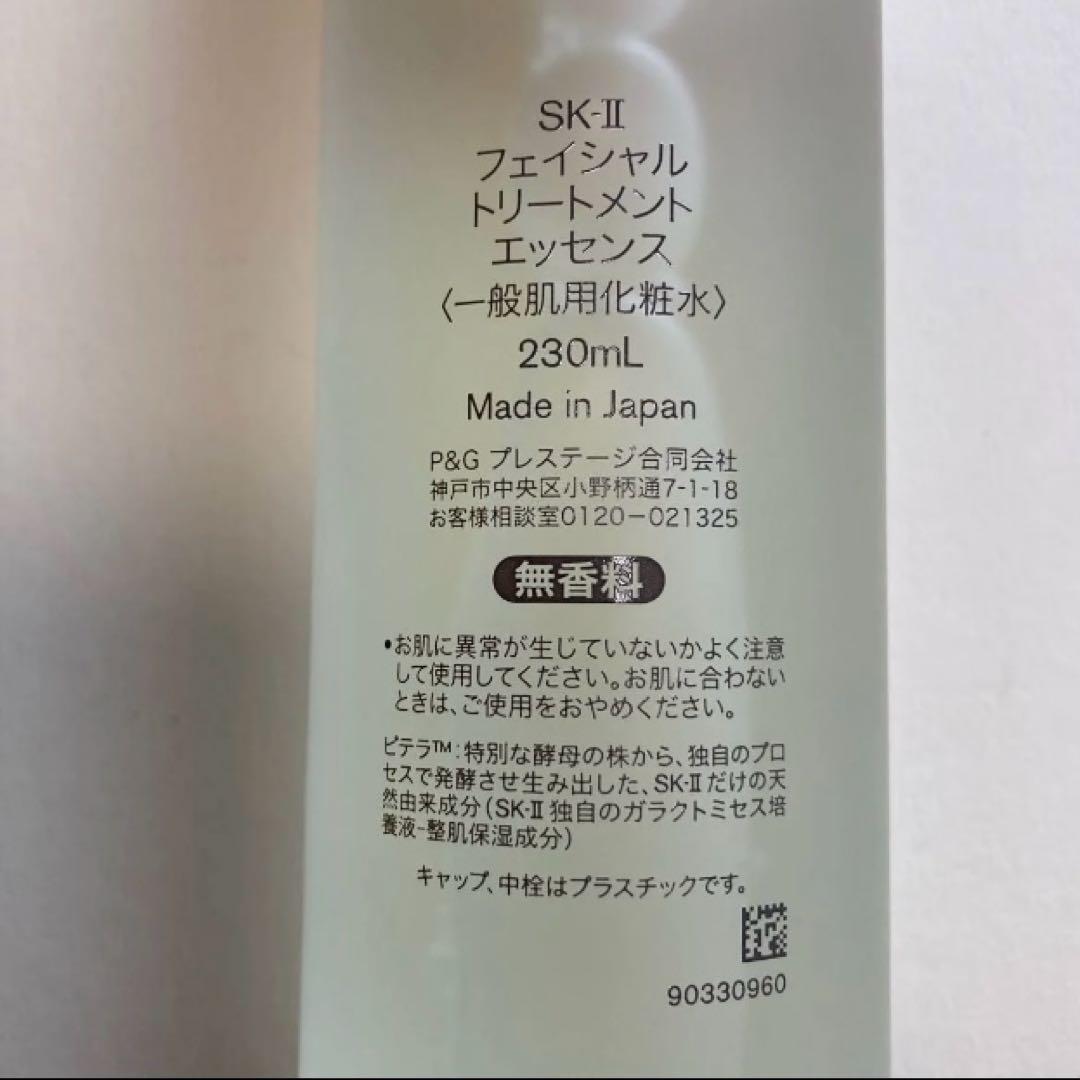 SK-II
フェイシャル
トリートメント
エッセンス
〈一般肌用化粧水〉
230mL
Made in Japan
P&G プレステージ合同会社
神戸市中央区小野柄通7-1-18
お客様相談室0120-021325
無香料
•お肌に異常が生じていないかよく注意
して使用してください。お肌に合わない
ときは、ご使用をおやめください。
ピテラ™:特別な酵母の株から、独自のプロ
セスで発酵させ生み出した、SK-IIだけの天
然由来成分(SK-II独自のガラクトミセス培
養液-整肌保湿成分)
キャップ、中栓はプラスチックです。
90330960